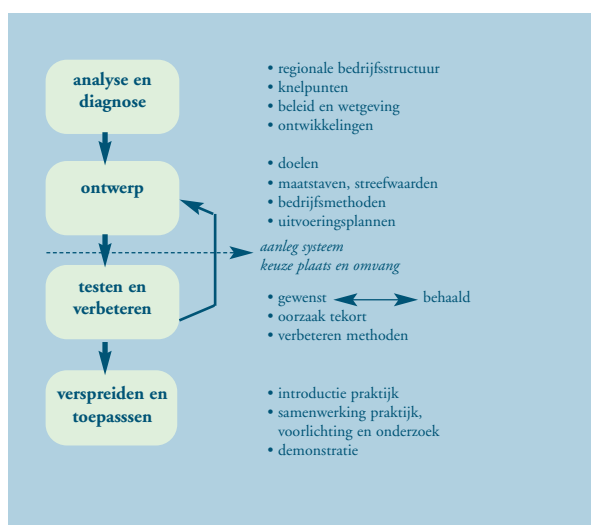 analyse en
diagnose
• regionale bedrijfsstructuur
• knelpunten
• beleid en wetgeving
• ontwikkelingen
ontwerp
• doelen
• maatstaven, streefwaarden
• bedrijfsmethoden
• uitvoeringsplannen
aanleg systeem
keuze plaats en omvang
testen en
verbeteren
• gewenst behaald
• oorzaak tekort
• verbeteren methoden
verspreiden en
toepasssen
• introductie praktijk
• samenwerking praktijk,
voorlichting en onderzoek
• demonstratie